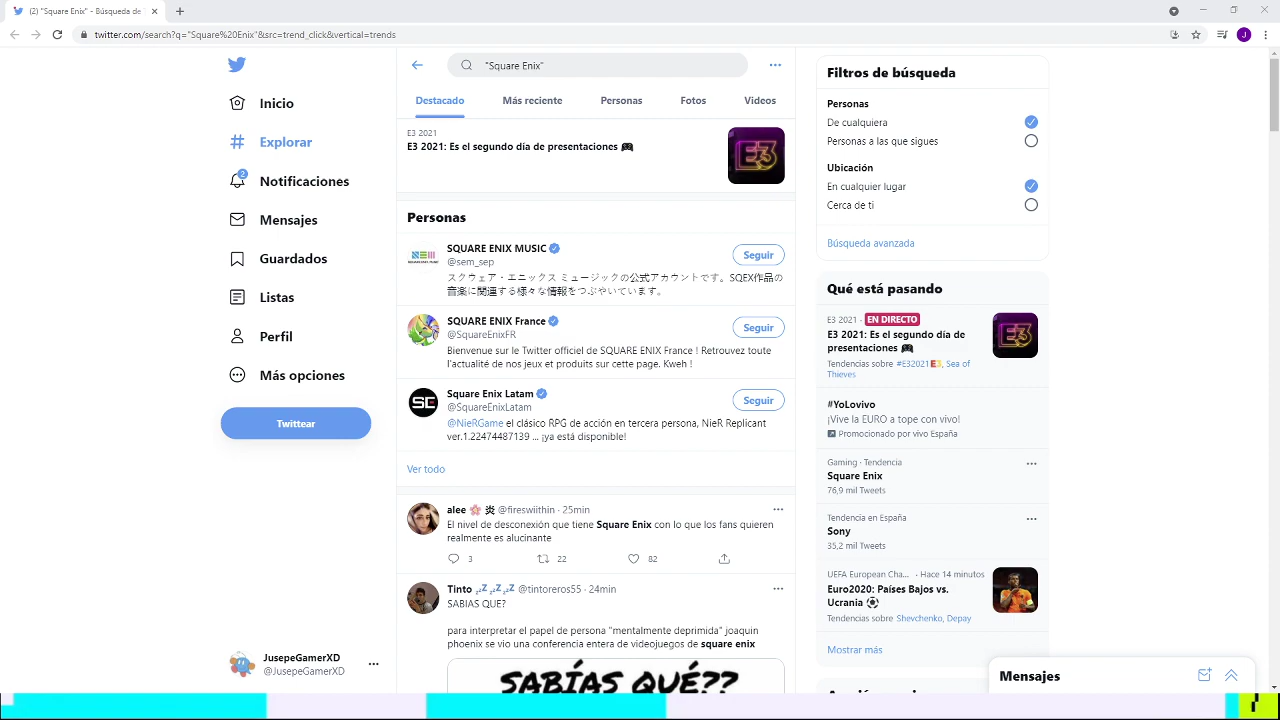 (2) "Square Enix" - Búsqueda de
twitter.com/search?q="Square%20Enix"&src=trend_click&vertical=trends
J
Inicio
Explorar
2
Notificaciones
Mensajes
Guardados
Listas
Perfil
Más opciones
Twittear
JusepeGamerXD
@JusepeGamerXD
"Square Enix"
Destacado
Más reciente
Personas
Fotos
Videos
E3 2021
E3 2021: Es el segundo día de presentaciones 🎮
E3
Personas
SQUARE ENIX MUSIC
@sem_sep
Seguir
スクウェア・エニックス ミュージックの公式アカウントです。SQEX作品の
音楽に関連する様々な情報をつぶやいています。
SQUARE ENIX France
@SquareEnixFR
Seguir
Bienvenue sur le Twitter officiel de SQUARE ENIX France ! Retrouvez toute
l'actualité de nos jeux et produits sur cette page. Kweh !
SE
Square Enix Latam
@SquareEnixLatam
Seguir
@NieRGame el clásico RPG de acción en tercera persona, NieR Replicant
ver.1.22474487139 ... ¡ya está disponible!
Ver todo
alee 🌸 炎 @fireswiithin · 25min
El nivel de desconexión que tiene Square Enix con lo que los fans quieren
realmente es alucinante
3
22
82
Tinto 💤💤💤 @tintoreros55 · 24min
SABIAS QUE?
para interpretar el papel de persona "mentalmente deprimida" joaquin
phoenix se vio una conferencia entera de videojuegos de square enix
SABÍAS QUÉ??
Filtros de búsqueda
Personas
De cualquiera
Personas a las que sigues
Ubicación
En cualquier lugar
Cerca de ti
Búsqueda avanzada
Qué está pasando
E3 2021 · EN DIRECTO
E3 2021: Es el segundo día de
presentaciones 🎮
Tendencias sobre #E32021, Sea of
Thieves
E3
#YoLovivo
¡Vive la EURO a tope con vivo!
Promocionado por vivo España
Gaming · Tendencia
Square Enix
76,9 mil Tweets
Tendencia en España
Sony
35,2 mil Tweets
UEFA European Cha... · Hace 14 minutos
Euro2020: Países Bajos vs.
Ucrania ⚽
Tendencias sobre Shevchenko, Depay
Mostrar más
Mensajes